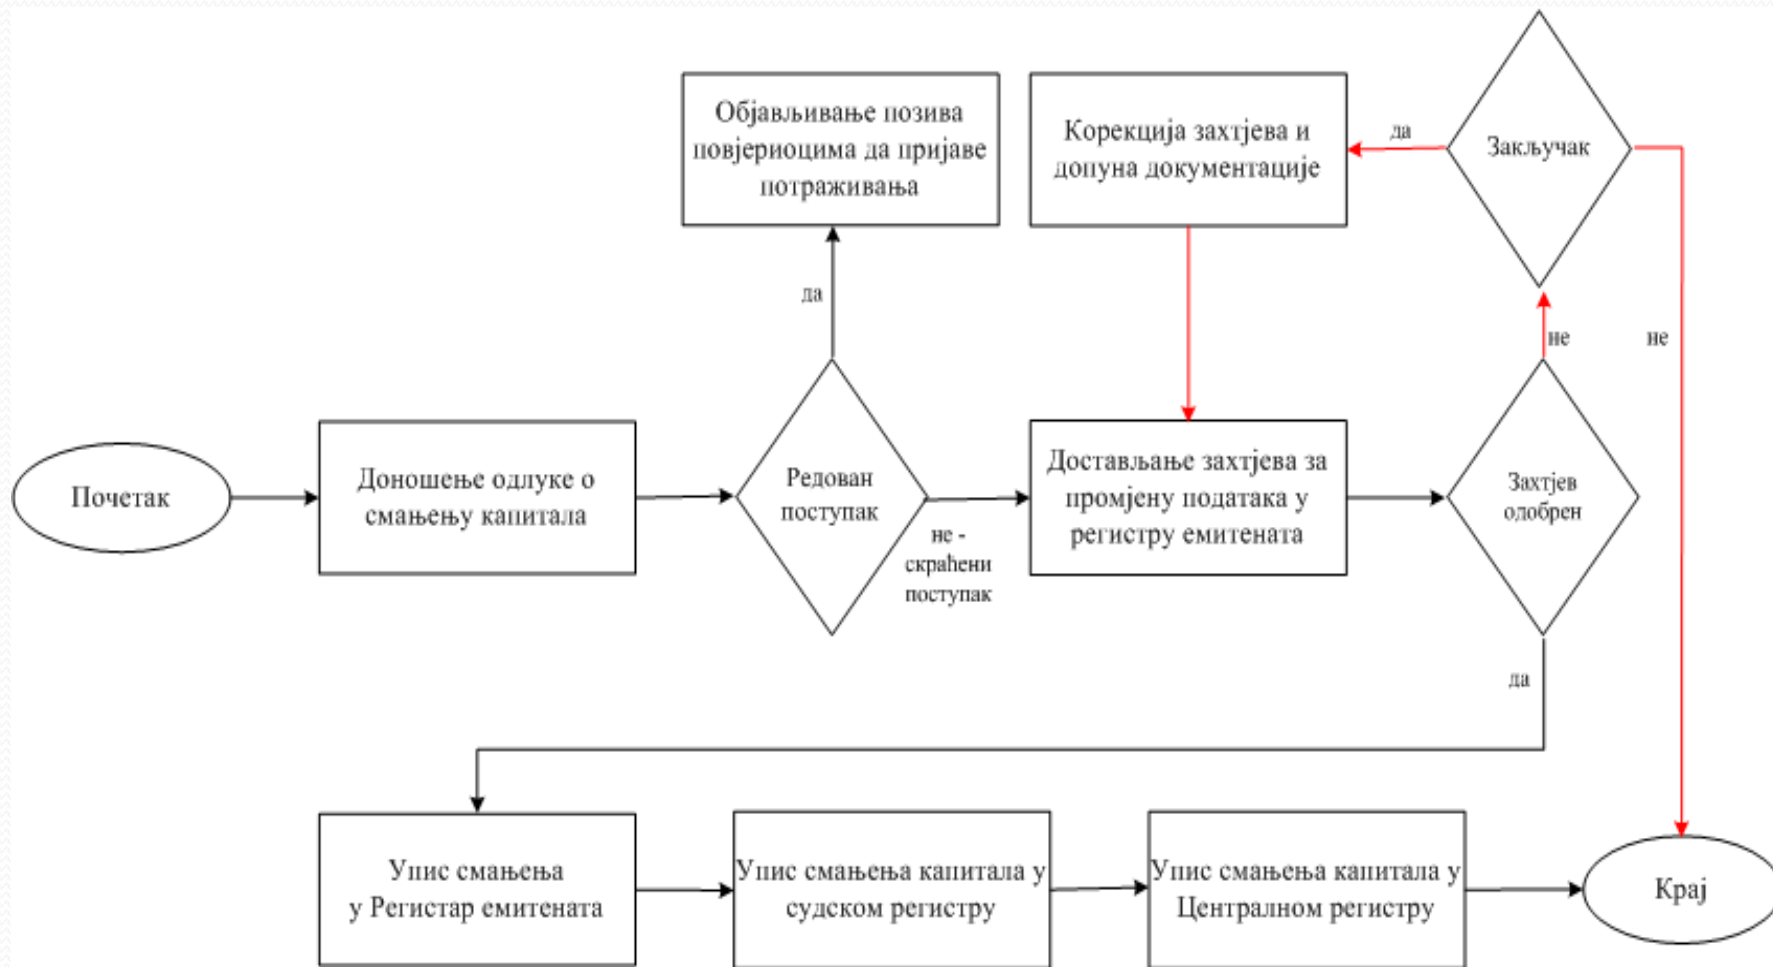 Почетак
Доношење одлуке о
смањењу капитала
Редован
поступак
да
Објављивање позива
повјериоцима да пријаве
потраживања
не -
скраћени
поступак
Достављање захтјева за
промјену података у
регистру емитената
Захтјев
одобрен
не
Закључак
да
Корекција захтјева и
допуна документације
не
да
Упис смањења
у Регистар емитената
Упис смањења капитала у
судском регистру
Упис смањења капитала у
Централном регистру
Крај